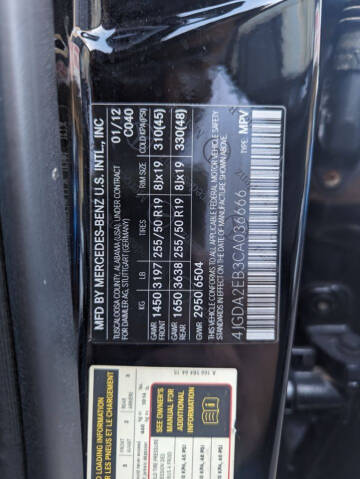 MFD BY MERCEDES-BENZ U.S. INTL., INC
TUSCALOOSA COUNTY, ALABAMA (USA), UNDER CONTRACT
FOR DAIMLER AG, STUTTGART (GERMANY)
01/12
C040
KG LB TIRES RIM SIZE COLD KPA(PSI)
GAWR FRONT 1450 3197 255/50 R19 8Jx19 310(45)
GAWR REAR 1650 3638 255/50 R19 8Jx19 330(48)
GVWR 2950 6504
THIS VEHICLE CONFORMS TO ALL APPLICABLE FEDERAL MOTOR VEHICLE SAFETY
STANDARDS IN EFFECT ON THE DATE OF MANUFACTURE SHOWN ABOVE.
4JGDA2EB3CA036666 TYPE: MPV
LOADING INFORMATION
SEE OWNER'S
MANUAL FOR
ADDITIONAL
INFORMATION